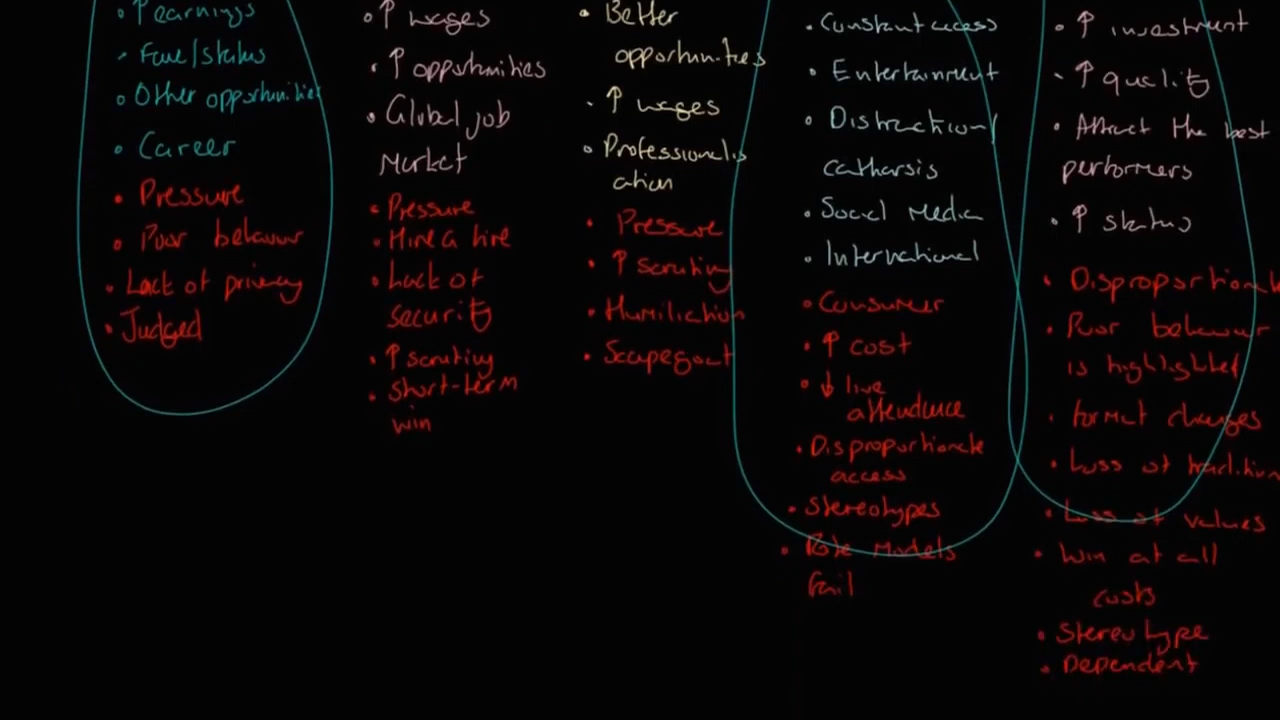 • ↑ earnings
• Fame/Status
• Other opportunities
• Career
• Pressure
• Poor behaviour
• Lack of privacy
• Judged
• ↑ wages
• ↑ opportunities
• Global job
Market
• Pressure
• Hire a fire
• Lack of
security
• ↑ scrutiny
• Short-term
win
• Better
opportunities
• ↑ wages
• Professionalis
ation
• Pressure
• ↑ scrutiny
• Humiliation
• Scapegoat
• Constant access
• Entertainment
• Distraction/
catharsis
• Social Media
• International
• Consumer
• ↑ cost
• ↓ live
attendance
• Disproportionate
access
• Stereotypes
• Role Models
fail
• ↑ investment
• ↑ quality
• Attract the best
performers
• ↑ status
• Disproportionat
• Poor behaviour
is highlighted
• format changes
• Loss of tradition
• Loss of values
• Win at all
costs
• Stereotype
• Dependent